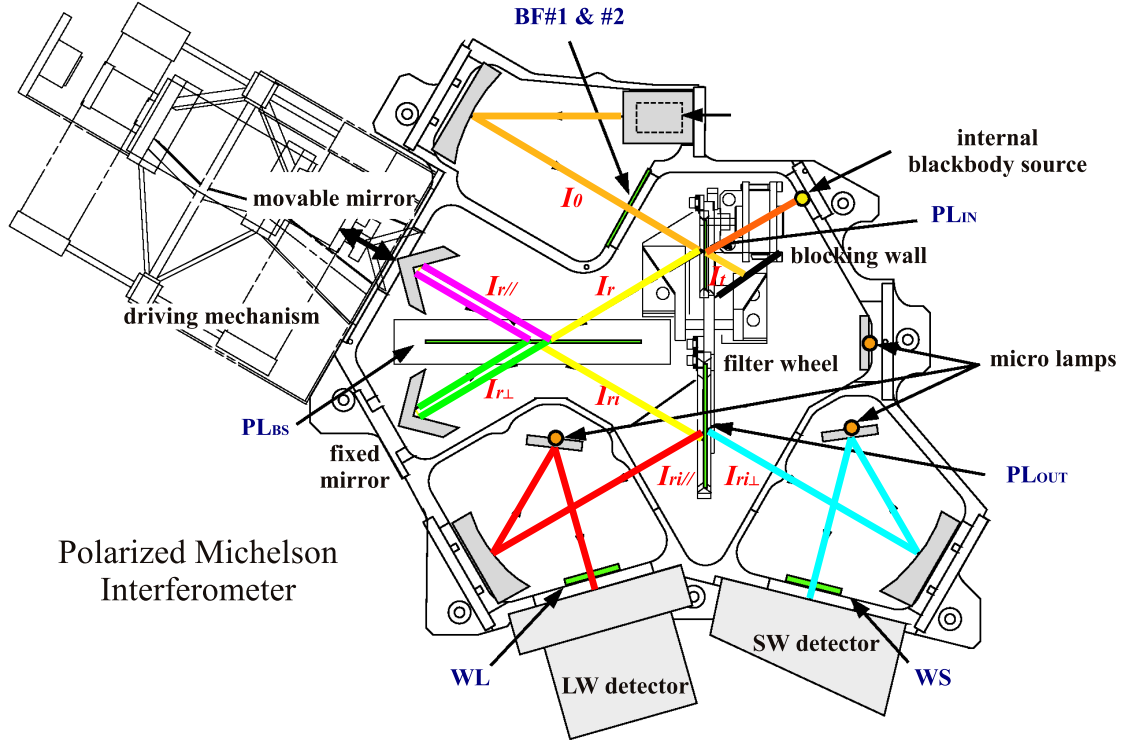 BF#1 & #2
internal
blackbody source
movable mirror
I0
PLIN
It
blocking wall
Ir//
Ir
driving mechanism
filter wheel
micro lamps
Ir⊥
Iri
PLBS
fixed
mirror
Iri//
Iri⊥
PLOUT
Polarized Michelson
Interferometer
SW detector
WL
LW detector
WS